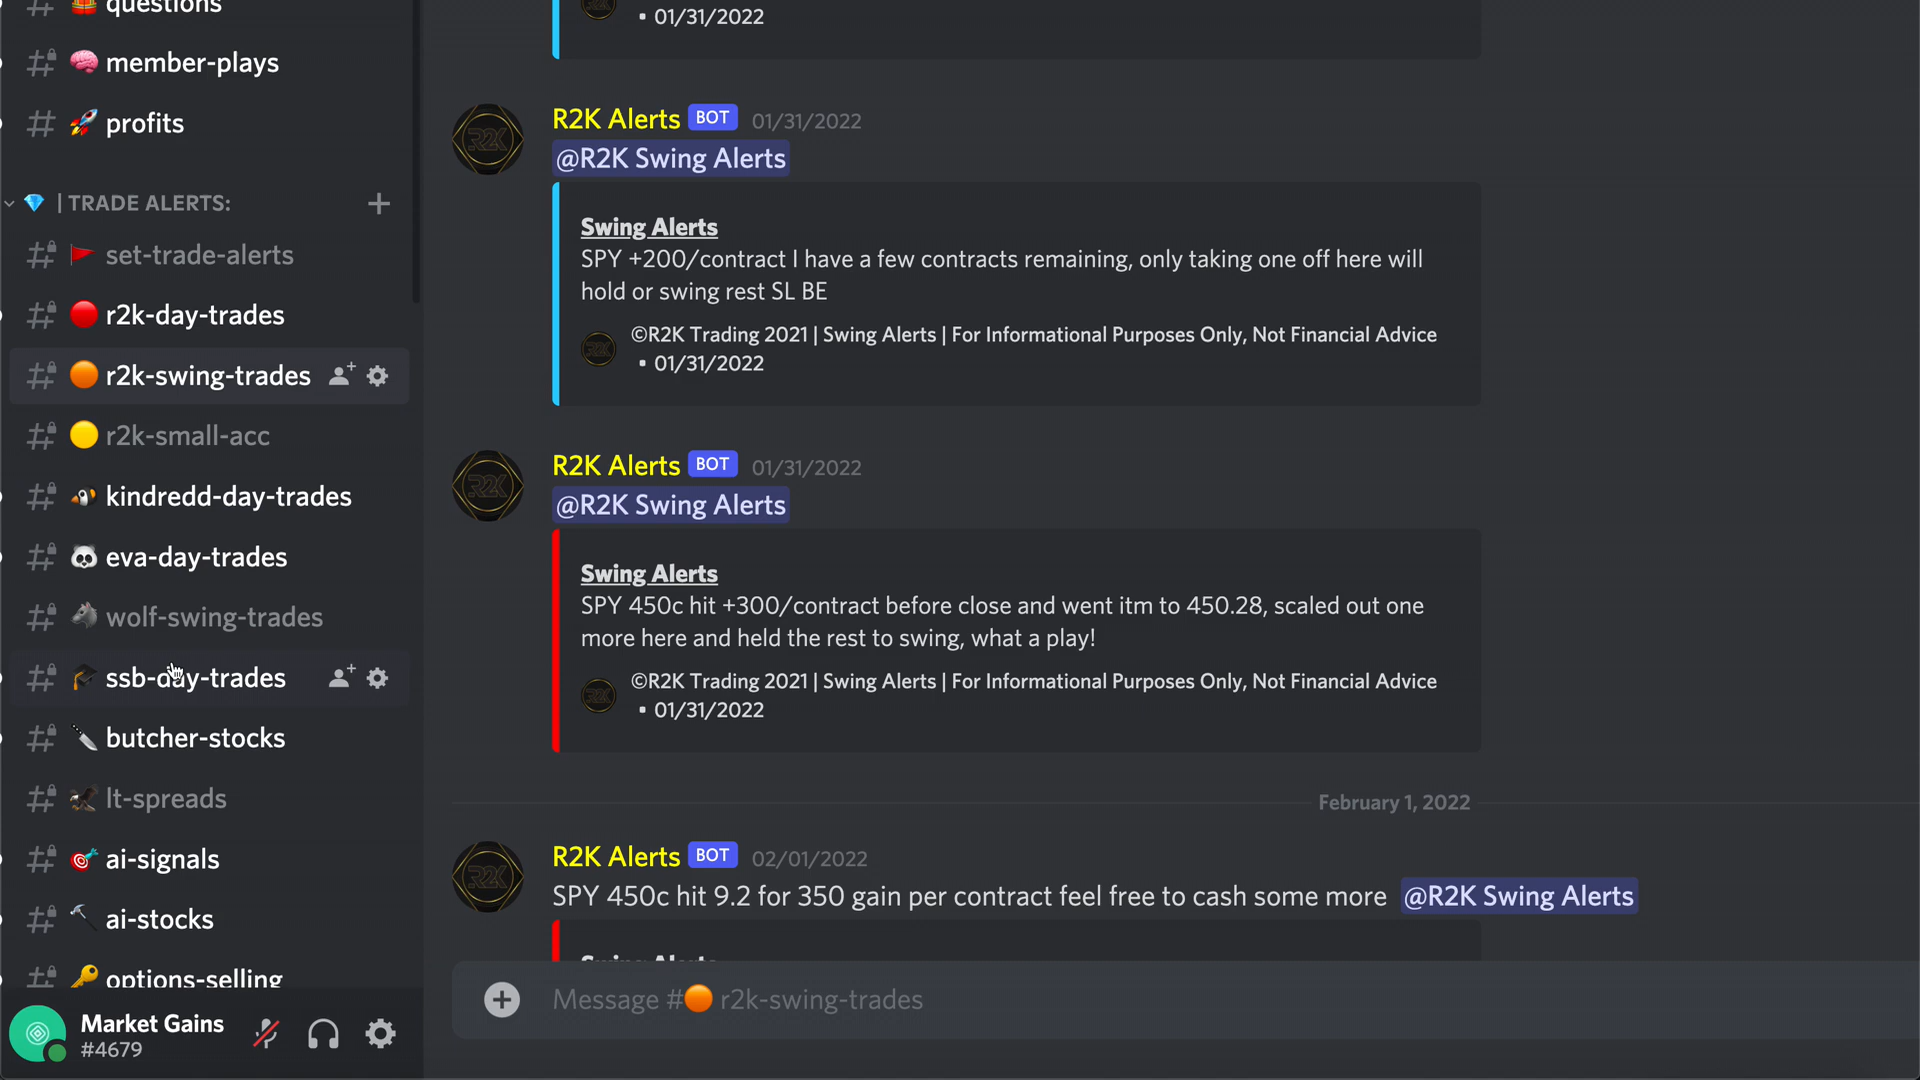 questions
member-plays
profits
| TRADE ALERTS:
set-trade-alerts
r2k-day-trades
r2k-swing-trades
r2k-small-acc
kindredd-day-trades
eva-day-trades
wolf-swing-trades
ssb-day-trades
butcher-stocks
lt-spreads
ai-signals
ai-stocks
options-selling
Market Gains
#4679
• 01/31/2022
R2K Alerts BOT 01/31/2022
@R2K Swing Alerts
Swing Alerts
SPY +200/contract I have a few contracts remaining, only taking one off here will
hold or swing rest SL BE
©R2K Trading 2021 | Swing Alerts | For Informational Purposes Only, Not Financial Advice
• 01/31/2022
R2K Alerts BOT 01/31/2022
@R2K Swing Alerts
Swing Alerts
SPY 450c hit +300/contract before close and went itm to 450.28, scaled out one
more here and held the rest to swing, what a play!
©R2K Trading 2021 | Swing Alerts | For Informational Purposes Only, Not Financial Advice
• 01/31/2022
February 1, 2022
R2K Alerts BOT 02/01/2022
SPY 450c hit 9.2 for 350 gain per contract feel free to cash some more @R2K Swing Alerts
Swing Alerts
Message #🟠 r2k-swing-trades